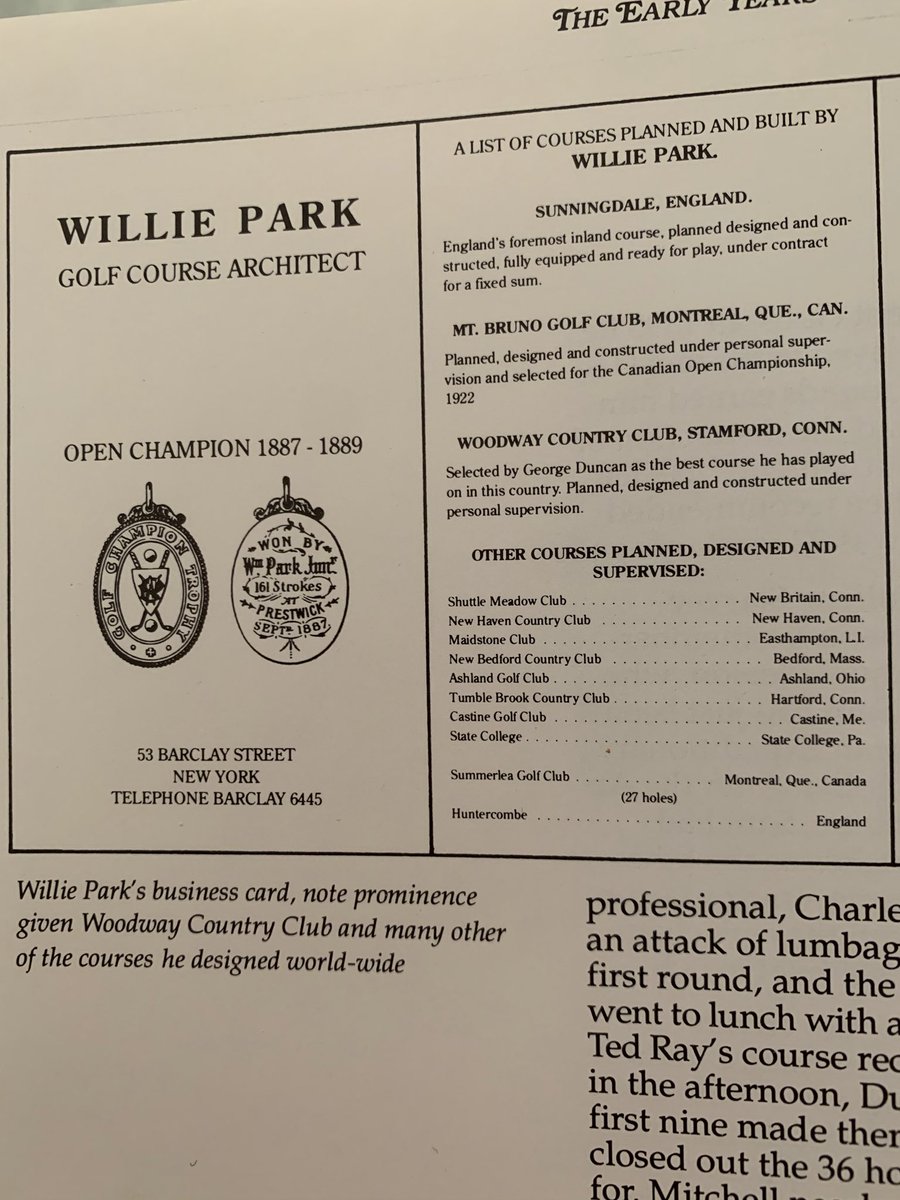 THE EARLY YEARS
WILLIE PARK
GOLF COURSE ARCHITECT
OPEN CHAMPION 1887 - 1889
GOLF CHAMPION TROPHY
WON BY
Wm Park Junr.
161 Strokes
AT
PRESTWICK
SEPTR. 1887.
53 BARCLAY STREET
NEW YORK
TELEPHONE BARCLAY 6445
A LIST OF COURSES PLANNED AND BUILT BY
WILLIE PARK.
SUNNINGDALE, ENGLAND.
England's foremost inland course, planned designed and con-
structed, fully equipped and ready for play, under contract
for a fixed sum.
MT. BRUNO GOLF CLUB, MONTREAL, QUE., CAN.
Planned, designed and constructed under personal super-
vision and selected for the Canadian Open Championship,
1922
WOODWAY COUNTRY CLUB, STAMFORD, CONN.
Selected by George Duncan as the best course he has played
on in this country. Planned, designed and constructed under
personal supervision.
OTHER COURSES PLANNED, DESIGNED AND
SUPERVISED:
Shuttle Meadow Club . . . . . . . . . . . . . . . . . New Britain, Conn.
New Haven Country Club . . . . . . . . . . . . . . . New Haven, Conn.
Maidstone Club . . . . . . . . . . . . . . . . . . . . . Easthampton, L.I.
New Bedford Country Club . . . . . . . . . . . . . . . Bedford, Mass.
Ashland Golf Club . . . . . . . . . . . . . . . . . . . . Ashland, Ohio
Tumble Brook Country Club . . . . . . . . . . . . . . . Hartford, Conn.
Castine Golf Club . . . . . . . . . . . . . . . . . . . . . . . Castine, Me.
State College . . . . . . . . . . . . . . . . . . . . . . . State College, Pa.
Summerlea Golf Club . . . . . . . . . . . . . . Montreal, Que., Canada
(27 holes)
Huntercombe . . . . . . . . . . . . . . . . . . . . . . . . . . . England
Willie Park's business card, note prominence
given Woodway Country Club and many other
of the courses he designed world-wide
professional, Charle
an attack of lumbag
first round, and the
went to lunch with a
Ted Ray's course rec
in the afternoon, Du
first nine made ther
closed out the 36 ho
for. Mitchell